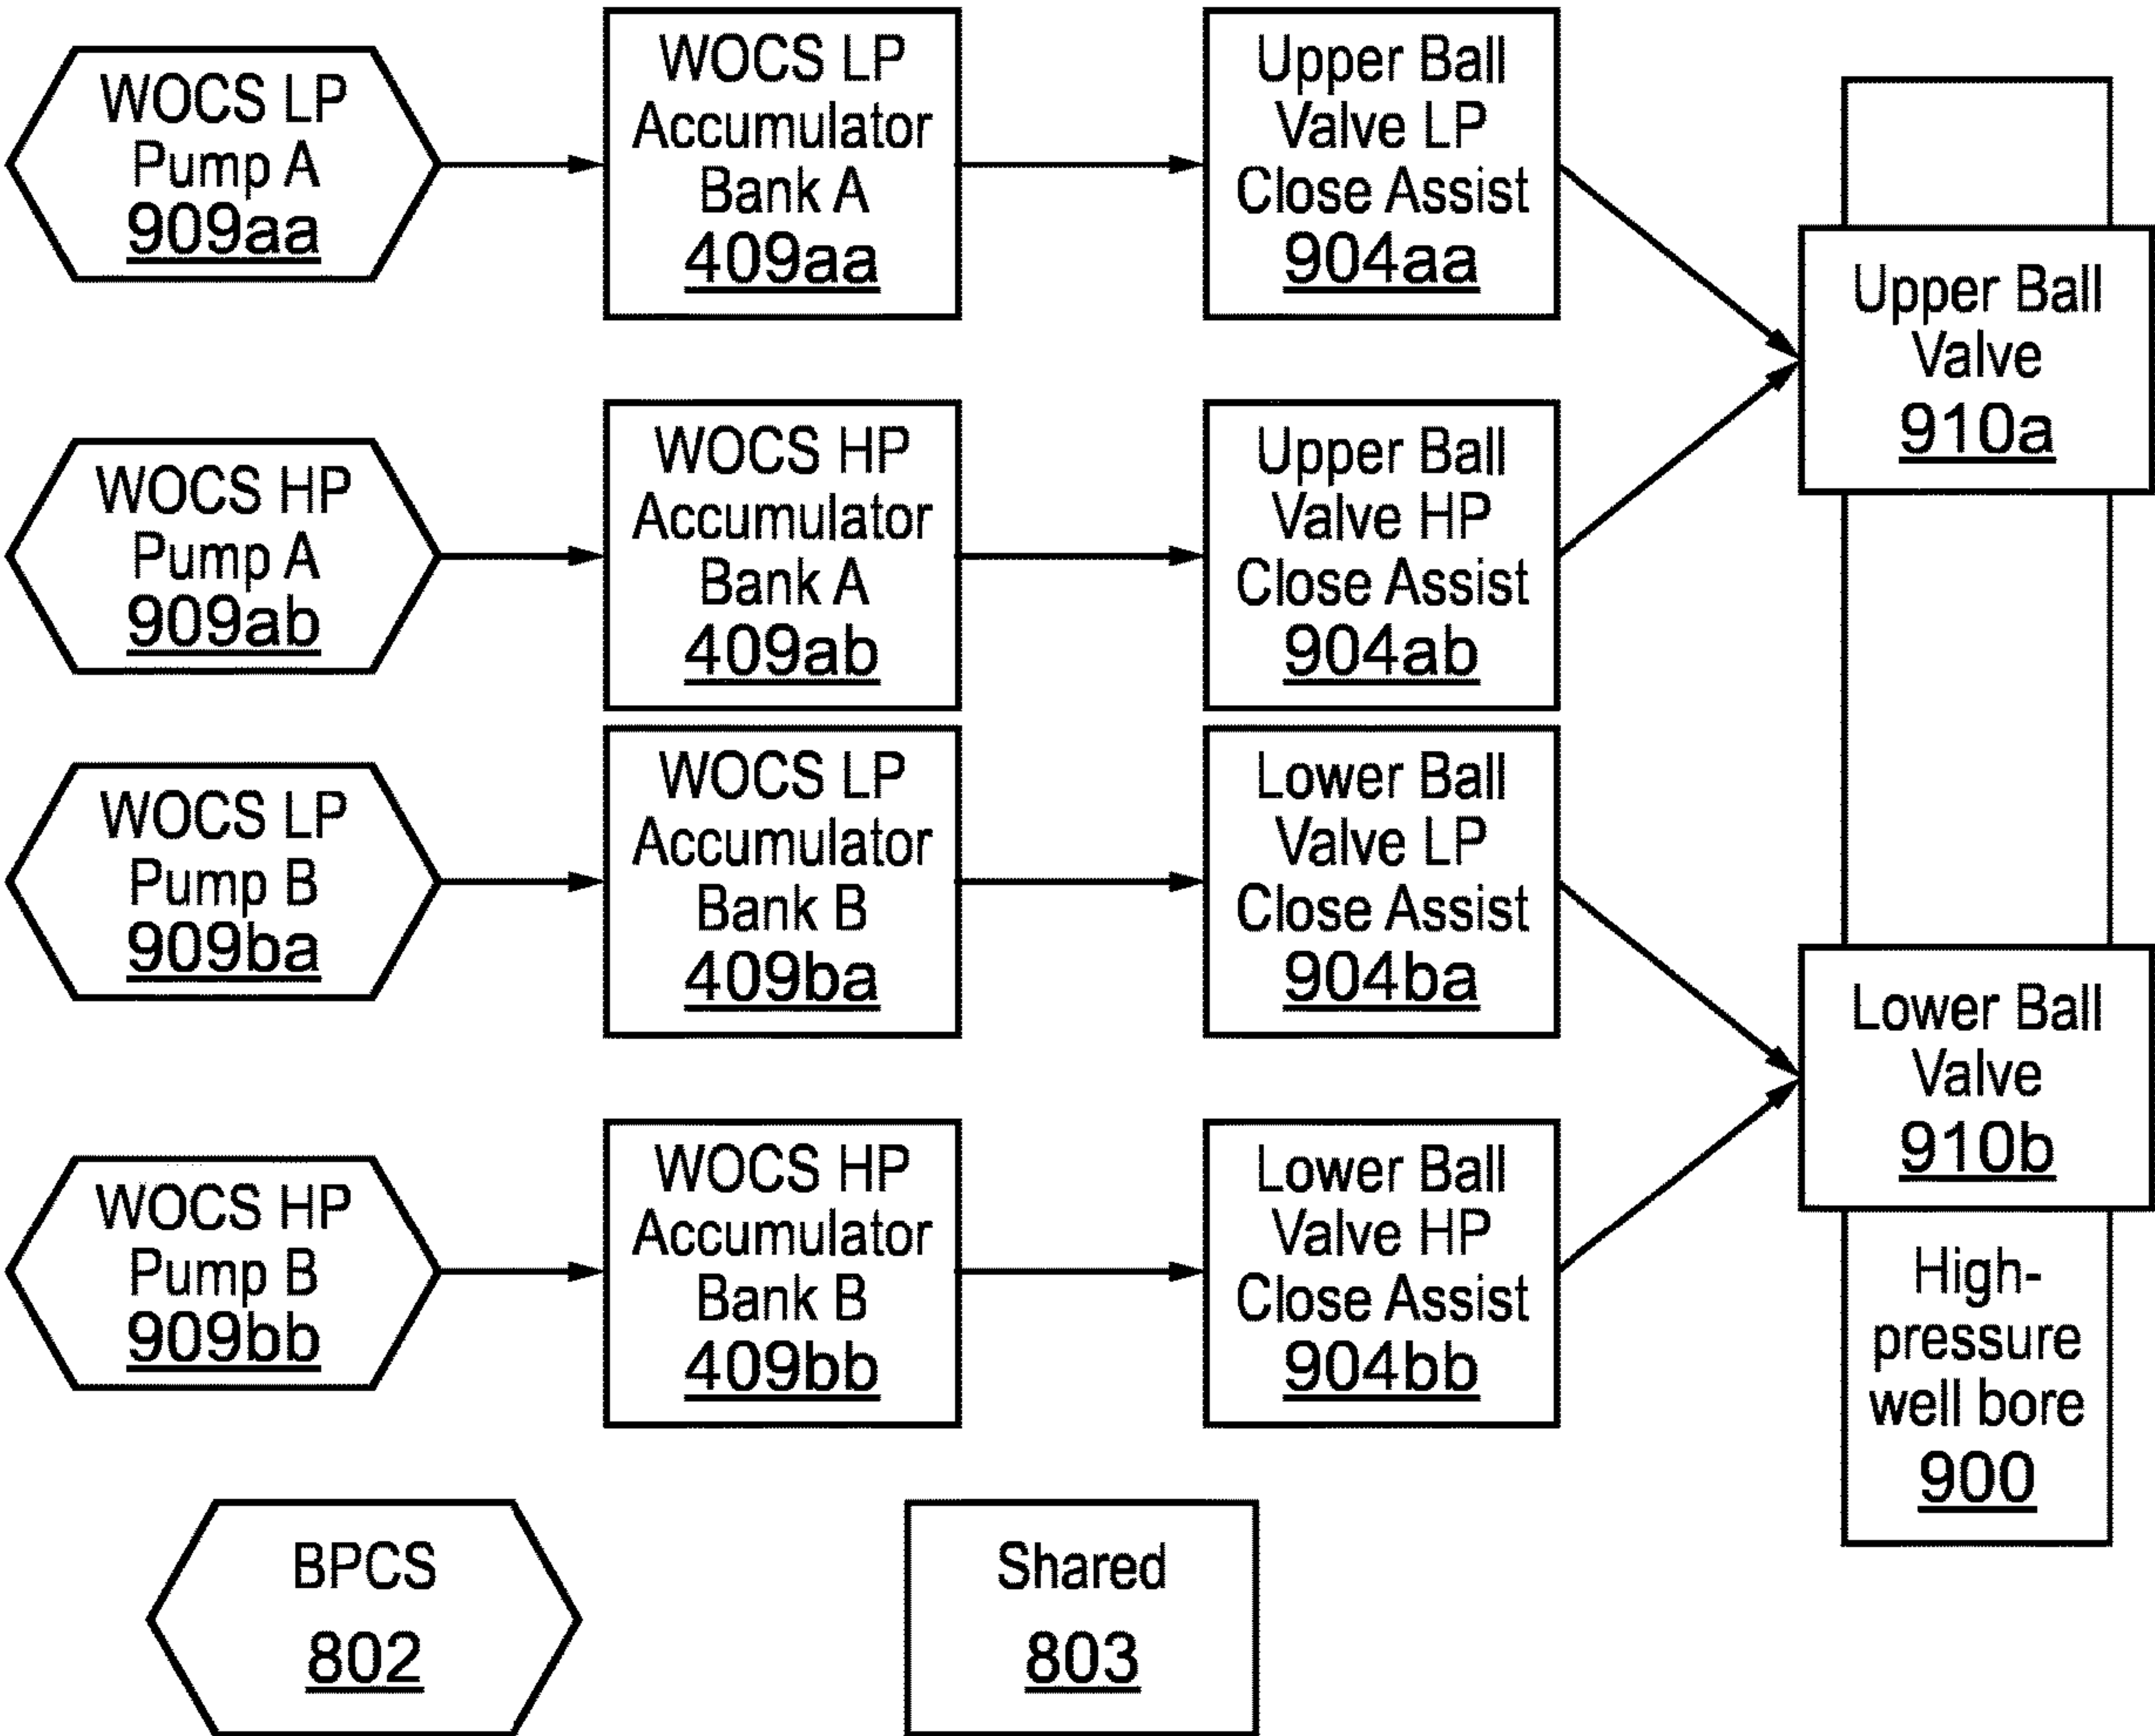 WOCS LP
Pump A
909aa
WOCS LP
Accumulator
Bank A
409aa
Upper Ball
Valve LP
Close Assist
904aa
Upper Ball
Valve
910a
WOCS HP
Pump A
909ab
WOCS HP
Accumulator
Bank A
409ab
Upper Ball
Valve HP
Close Assist
904ab
WOCS LP
Pump B
909ba
WOCS LP
Accumulator
Bank B
409ba
Lower Ball
Valve LP
Close Assist
904ba
Lower Ball
Valve
910b
WOCS HP
Pump B
909bb
WOCS HP
Accumulator
Bank B
409bb
Lower Ball
Valve HP
Close Assist
904bb
High-
pressure
well bore
900
BPCS
802
Shared
803